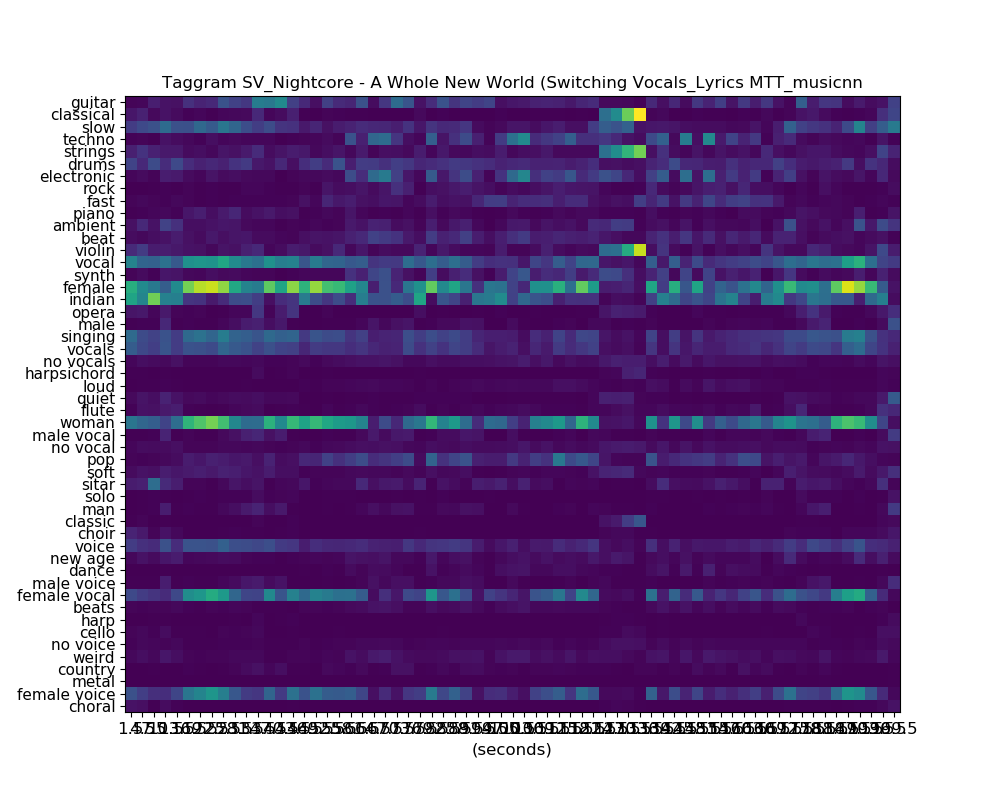 Taggram SV_Nightcore - A Whole New World (Switching Vocals_Lyrics MTT_musicnn
guitar
classical
slow
techno
strings
drums
electronic
rock
fast
piano
ambient
beat
violin
vocal
synth
female
indian
opera
male
singing
vocals
no vocals
harpsichord
loud
quiet
flute
woman
male vocal
no vocal
pop
soft
sitar
solo
man
classic
choir
voice
new age
dance
male voice
female vocal
beats
harp
cello
no voice
weird
country
metal
female voice
choral
(seconds)